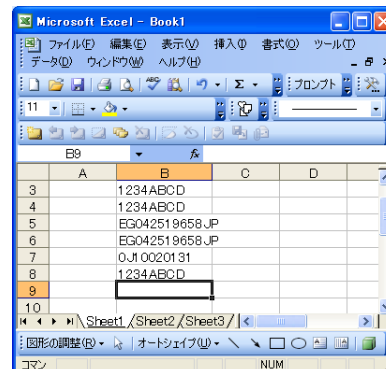 Microsoft Excel - Book1
ファイル(F) 編集(E) 表示(V) 挿入(I) 書式(O) ツール(T)
データ(D) ウィンドウ(W) ヘルプ(H)
Σ プロンプト
11
B9 fx
A B C D
3 1234ABCD
4 1234ABCD
5 EG042519658JP
6 EG042519658JP
7 0J10020131
8 1234ABCD
9
10
Sheet1 / Sheet2 / Sheet3 /
図形の調整(R) オートシェイプ(U)
コマン NUM